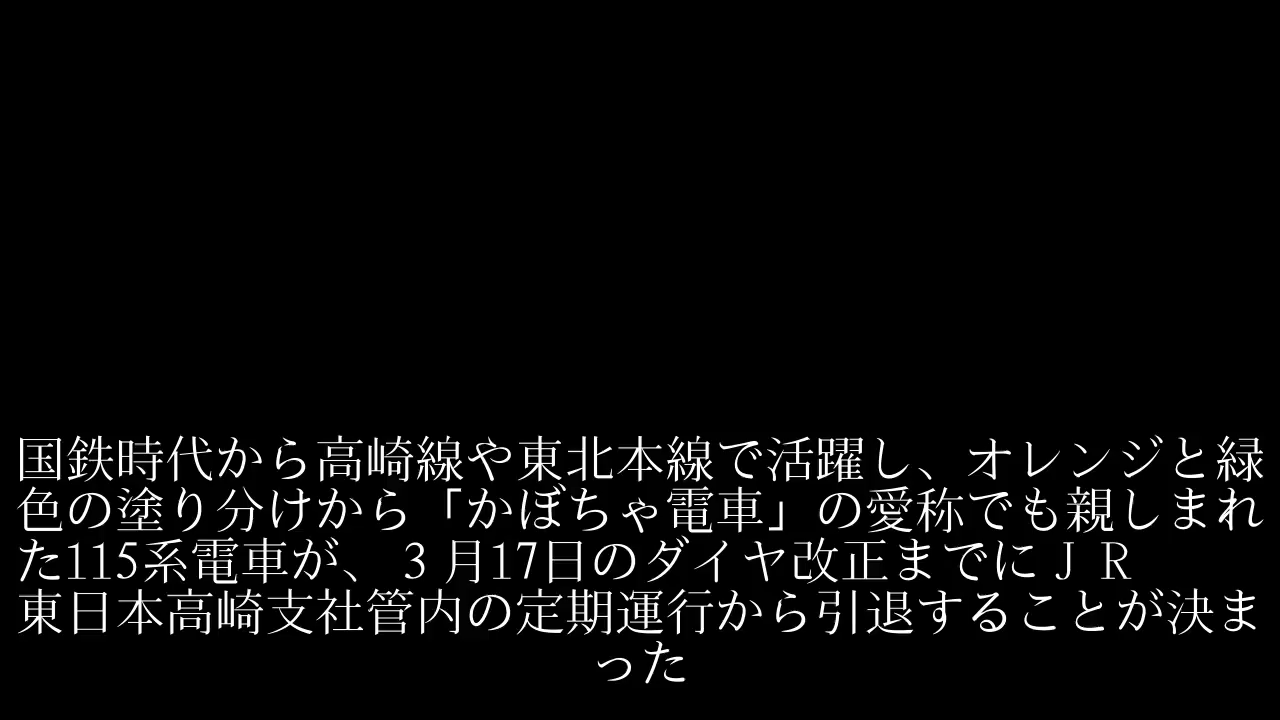 国鉄時代から高崎線や東北本線で活躍し、オレンジと緑
色の塗り分けから「かぼちゃ電車」の愛称でも親しまれ
た115系電車が、３月17日のダイヤ改正までにＪＲ
東日本高崎支社管内の定期運行から引退することが決ま
った